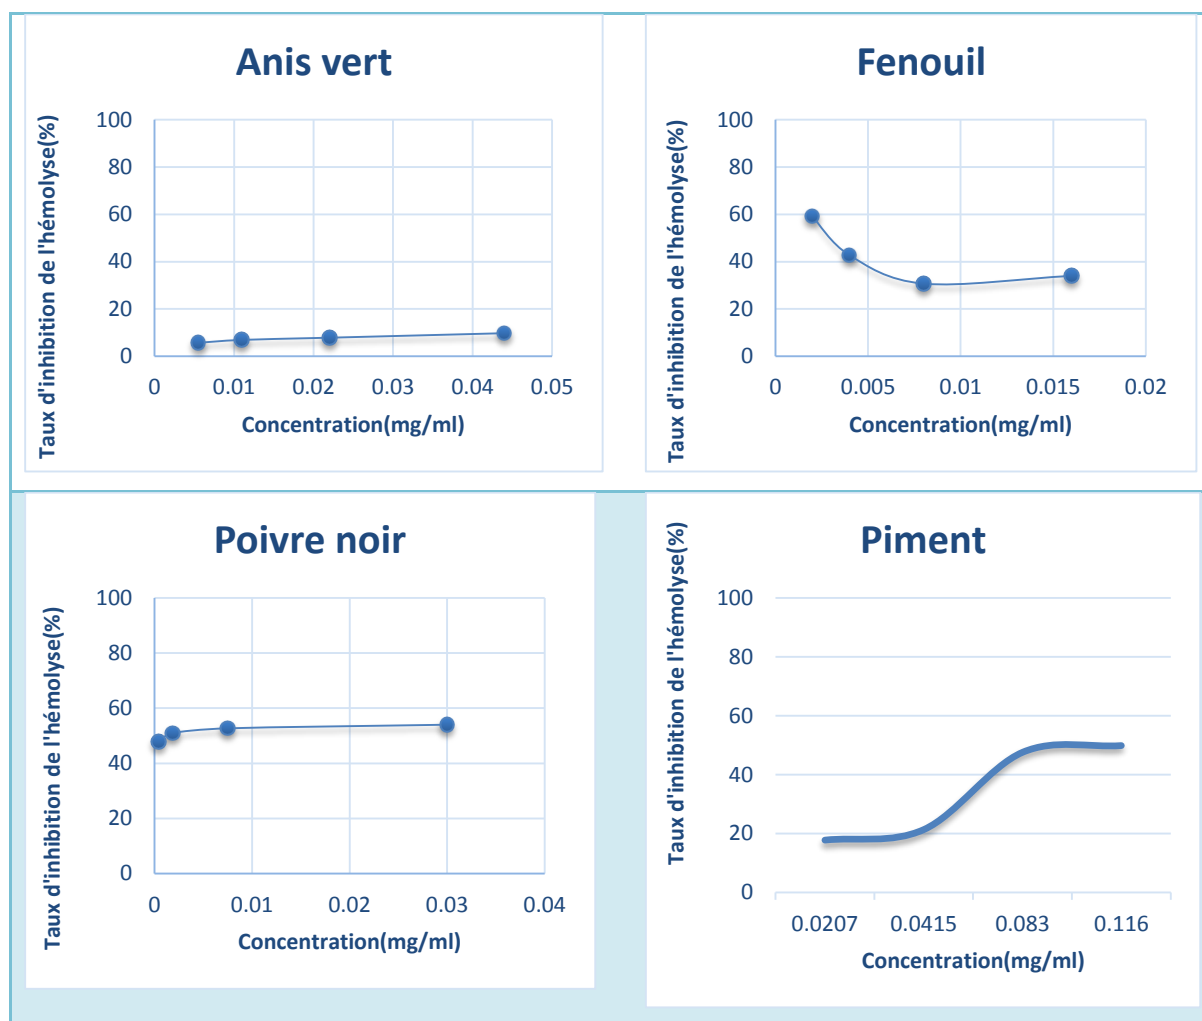 Anis vert
Taux d'inhibition de l'hémolyse(%)
100
80
60
40
20
0
0 0.01 0.02 0.03 0.04 0.05
Concentration(mg/ml)
Fenouil
Taux d'inhibition de l'hémolyse(%)
100
80
60
40
20
0
0 0.005 0.01 0.015 0.02
Concentration(mg/ml)
Poivre noir
Taux d'inhibition de l'hémolyse(%)
100
80
60
40
20
0
0 0.01 0.02 0.03 0.04
Concentration(mg/ml)
Piment
Taux d'inhibition de l'hémolyse(%)
100
80
60
40
20
0
0.0207 0.0415 0.083 0.116
Concentration(mg/ml)